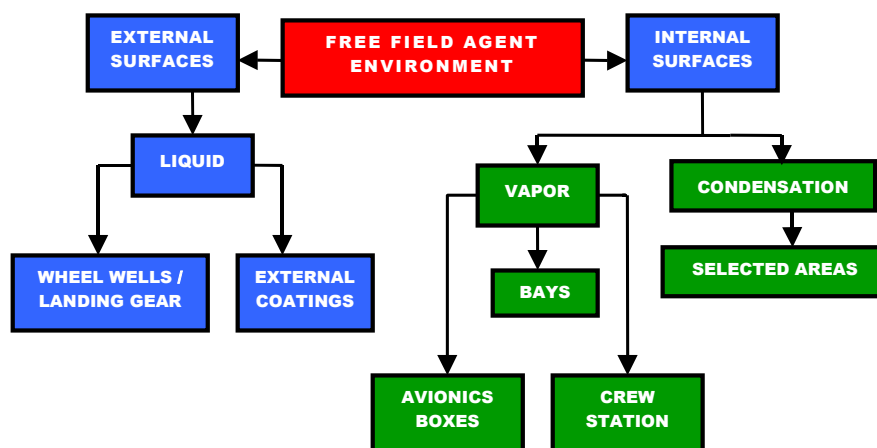 EXTERNAL
SURFACES
FREE FIELD AGENT
ENVIRONMENT
INTERNAL
SURFACES
LIQUID
VAPOR
CONDENSATION
WHEEL WELLS /
LANDING GEAR
EXTERNAL
COATINGS
BAYS
SELECTED AREAS
AVIONICS
BOXES
CREW
STATION